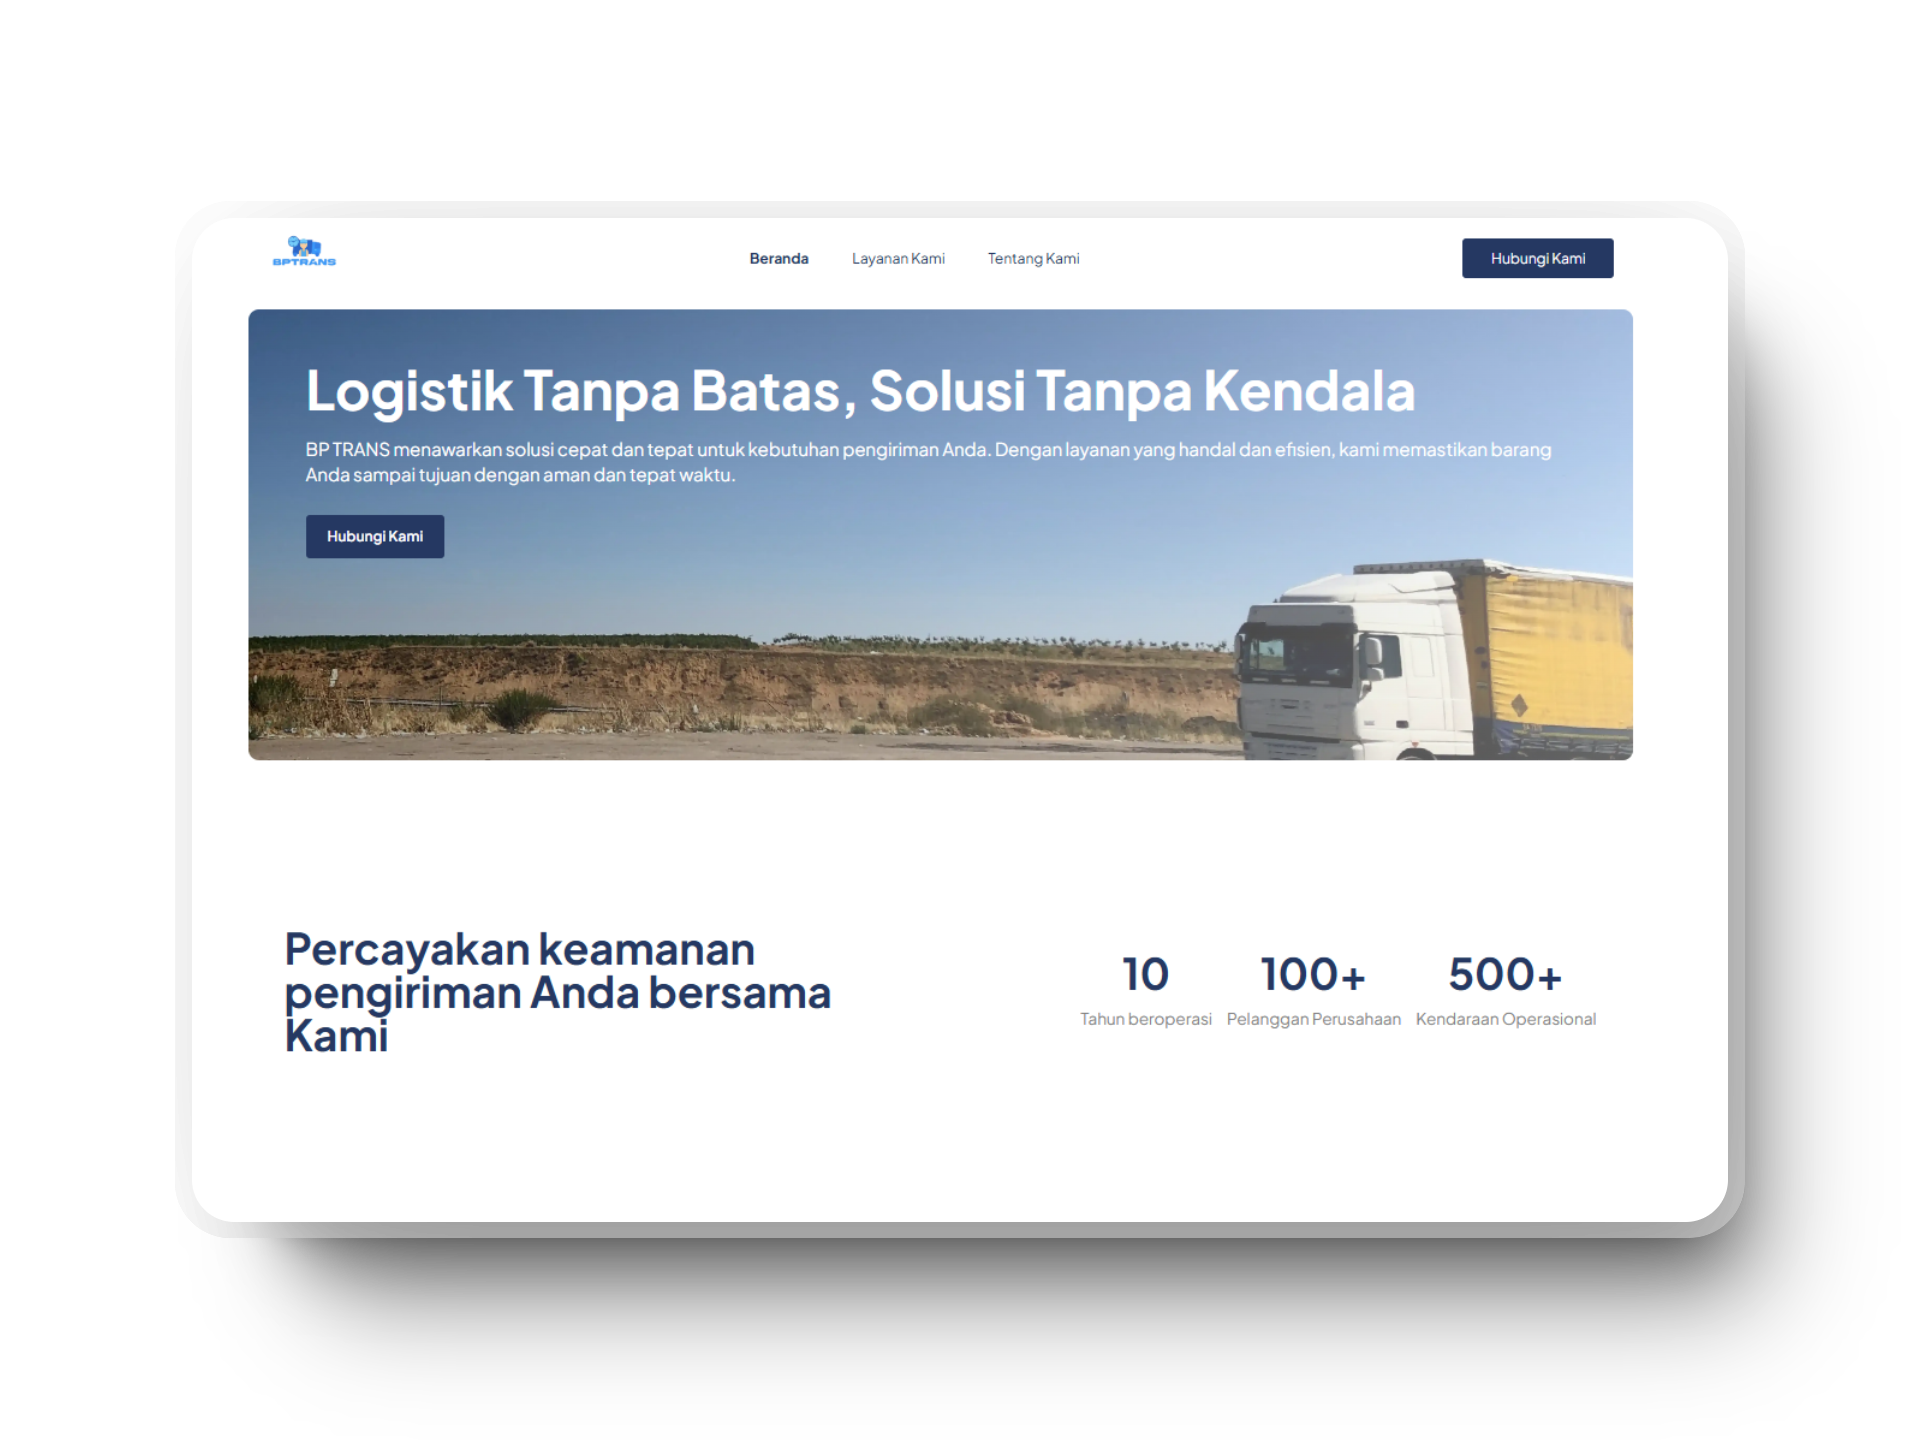 BPTRANS
Beranda
Layanan Kami
Tentang Kami
Hubungi Kami
Logistik Tanpa Batas, Solusi Tanpa Kendala
BP TRANS menawarkan solusi cepat dan tepat untuk kebutuhan pengiriman Anda. Dengan layanan yang handal dan efisien, kami memastikan barang
Anda sampai tujuan dengan aman dan tepat waktu.
Hubungi Kami
Percayakan keamanan
pengiriman Anda bersama
Kami
10
Tahun beroperasi
100+
Pelanggan Perusahaan
500+
Kendaraan Operasional